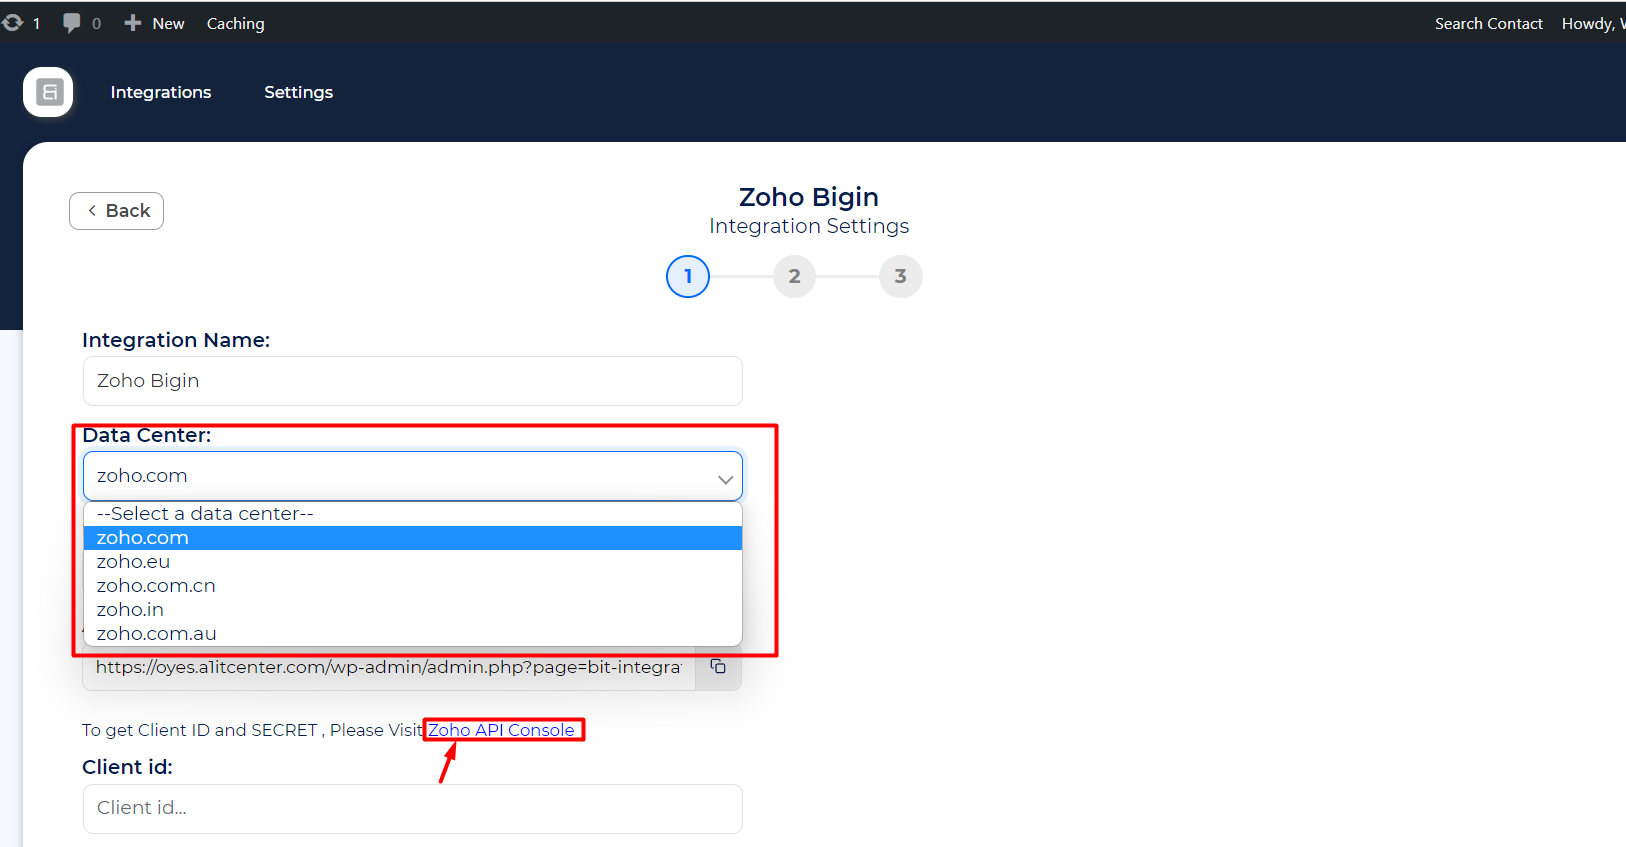 1 0 New Caching Search Contact Howdy,
Integrations Settings
Back
Zoho Bigin
Integration Settings
1 2 3
Integration Name:
Zoho Bigin
Data Center:
zoho.com
--Select a data center--
zoho.com
zoho.eu
zoho.com.cn
zoho.in
zoho.com.au
https://oyes.a1itcenter.com/wp-admin/admin.php?page=bit-integra
To get Client ID and SECRET , Please Visit Zoho API Console
Client id:
Client id...